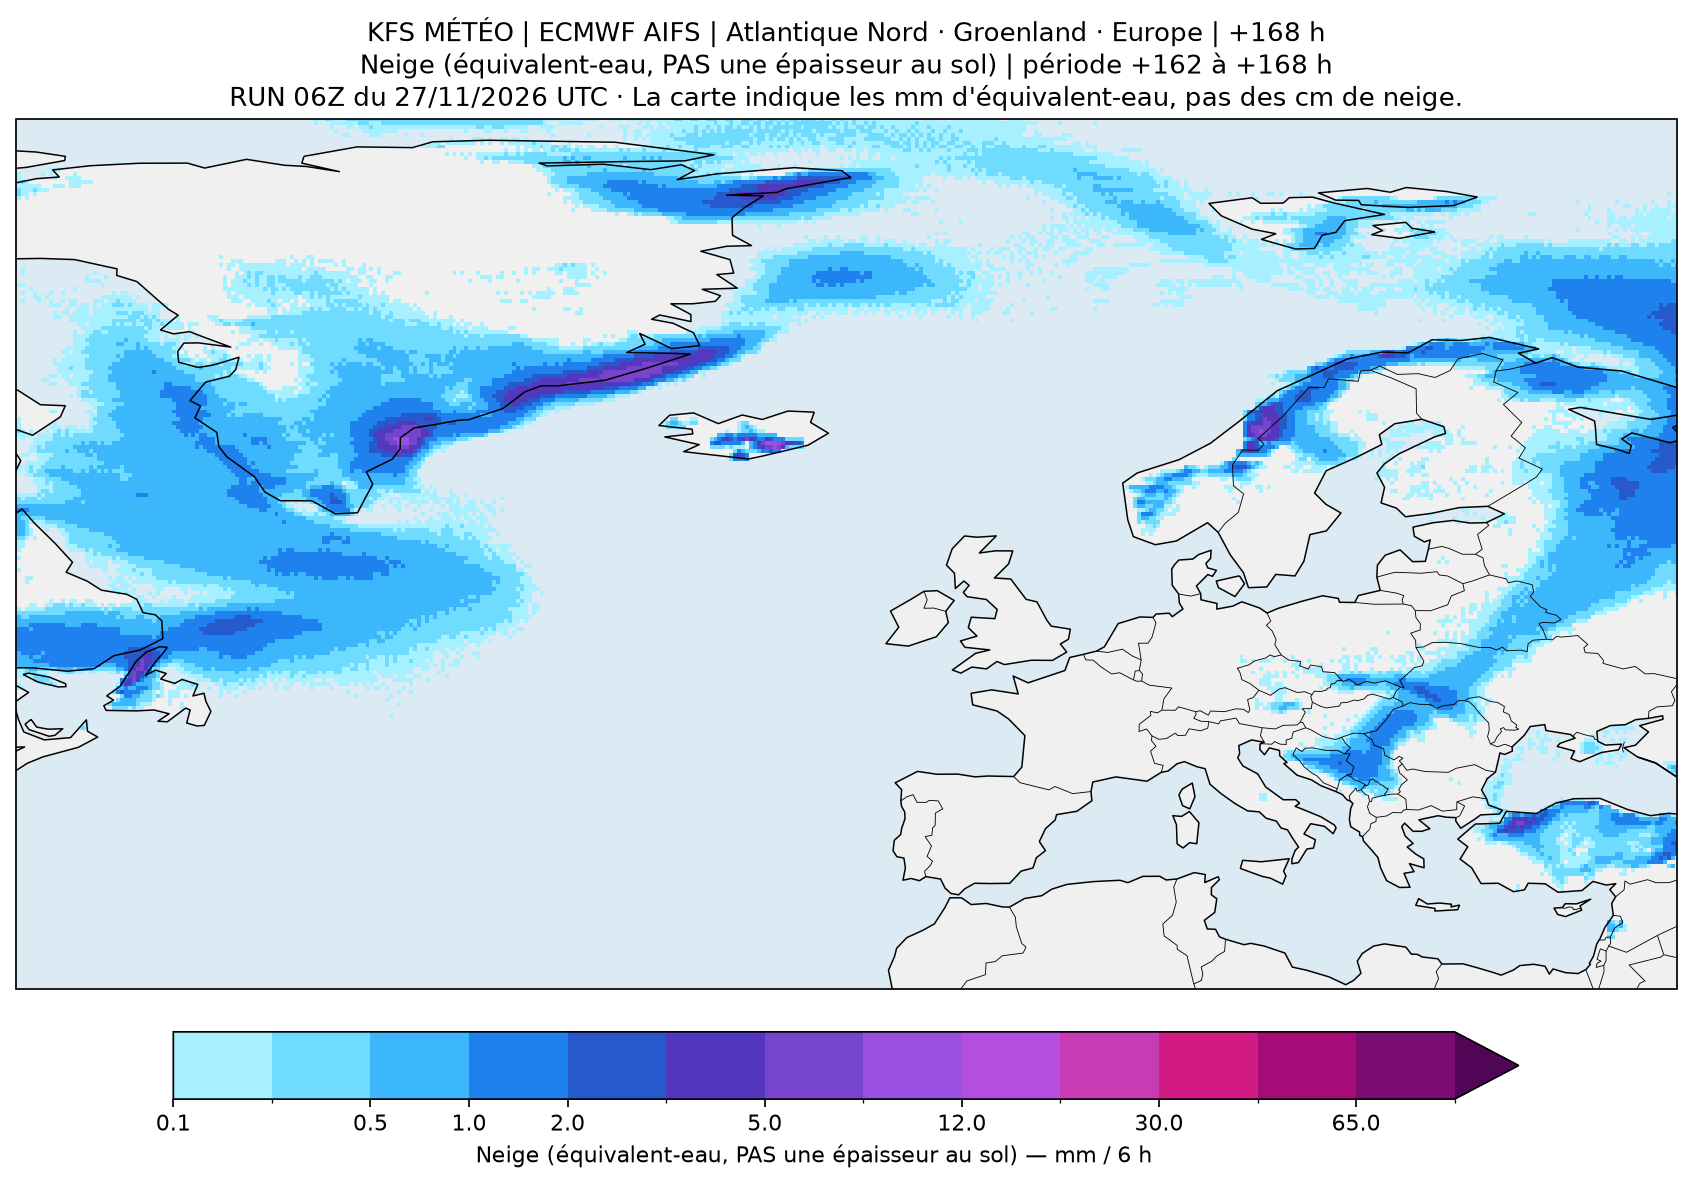 KFS MÉTÉO | ECMWF AIFS | Atlantique Nord · Groenland · Europe | +168 h
Neige (équivalent-eau, PAS une épaisseur au sol) | période +162 à +168 h
RUN 06Z du 27/11/2026 UTC · La carte indique les mm d'équivalent-eau, pas des cm de neige.
0.1 0.5 1.0 2.0 5.0 12.0 30.0 65.0
Neige (équivalent-eau, PAS une épaisseur au sol) — mm / 6 h